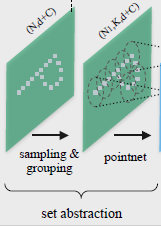 (N,d+C)
(N1,K,d+C)
sampling &
grouping
pointnet
set abstraction